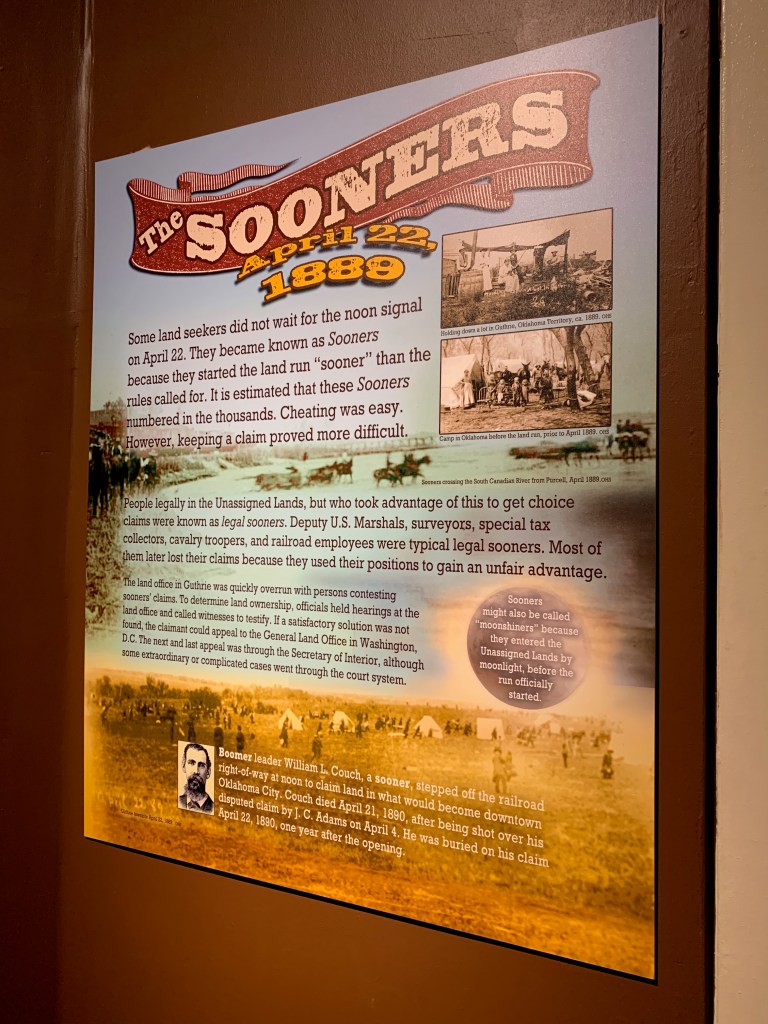 The SOONERS
April 22,
1889
Holding down a lot in Guthrie, Oklahoma Territory, ca. 1889. OHS
Camp in Oklahoma before the land run, prior to April 1889. OHS
Some land seekers did not wait for the noon signal
on April 22. They became known as Sooners
because they started the land run “sooner” than the
rules called for. It is estimated that these Sooners
numbered in the thousands. Cheating was easy.
However, keeping a claim proved more difficult.
Sooners crossing the South Canadian River from Purcell, April 1889. OHS
People legally in the Unassigned Lands, but who took advantage of this to get choice
claims were known as legal sooners. Deputy U.S. Marshals, surveyors, special tax
collectors, cavalry troopers, and railroad employees were typical legal sooners. Most of
them later lost their claims because they used their positions to gain an unfair advantage.
The land office in Guthrie was quickly overrun with persons contesting
sooners’ claims. To determine land ownership, officials held hearings at the
land office and called witnesses to testify. If a satisfactory solution was not
found, the claimant could appeal to the General Land Office in Washington,
D.C. The next and last appeal was through the Secretary of Interior, although
some extraordinary or complicated cases went through the court system.
Sooners
might also be called
“moonshiners” because
they entered the
Unassigned Lands by
moonlight, before the
run officially
started.
Boomer leader William L. Couch, a sooner, stepped off the railroad
right-of-way at noon to claim land in what would become downtown
Oklahoma City. Couch died April 21, 1890, after being shot over his
disputed claim by J. C. Adams on April 4. He was buried on his claim
April 22, 1890, one year after the opening.
April 22, 1889 OHS